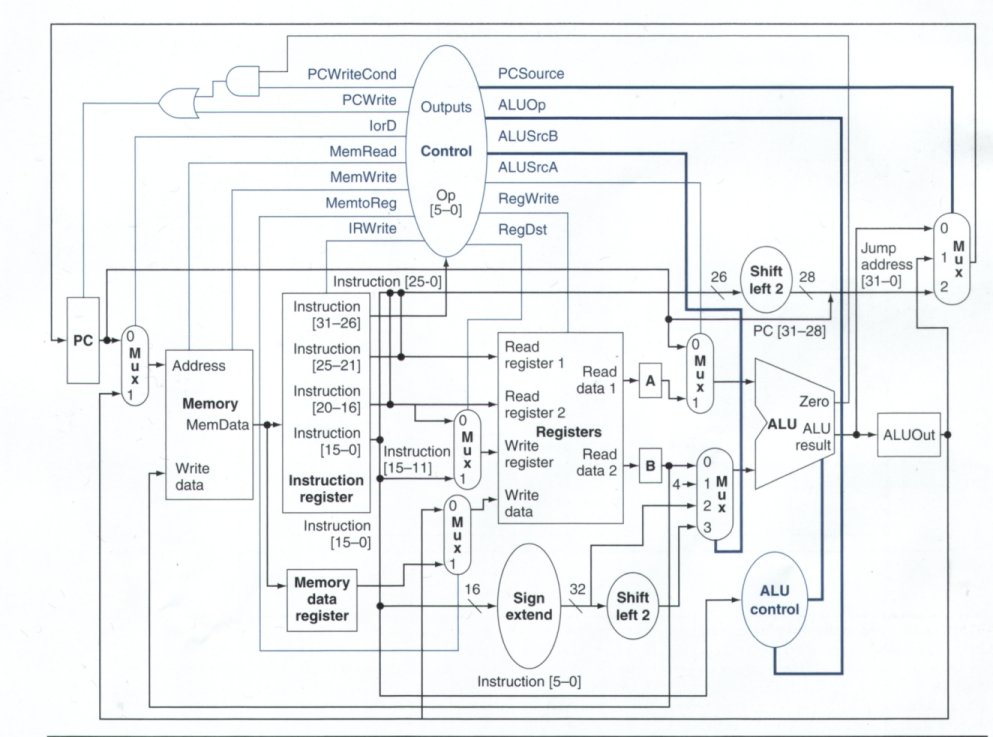 PCWriteCond
PCSource
PCWrite
Outputs
ALUOp
IorD
ALUSrcB
Control
MemRead
ALUSrcA
MemWrite
Op
[5–0]
RegWrite
MemtoReg
IRWrite
RegDst
0
M
u
x
1
2
Jump
address
[31–0]
Instruction [25-0]
26
Shift
left 2
28
PC [31–28]
PC
0
M
u
x
1
Address
Memory
MemData
Write
data
Instruction
[31–26]
Instruction
[25–21]
Instruction
[20–16]
Instruction
[15–0]
Instruction
register
Instruction
[15–11]
Instruction
[15–0]
0
M
u
x
1
0
M
u
x
1
Read
register 1
Read
register 2
Registers
Write
register
Write
data
Read
data 1
Read
data 2
A
B
0
M
u
x
1
4
0
1
2
3
M
u
x
Zero
ALU
ALU
result
ALUOut
Memory
data
register
16
Sign
extend
32
Shift
left 2
ALU
control
Instruction [5–0]